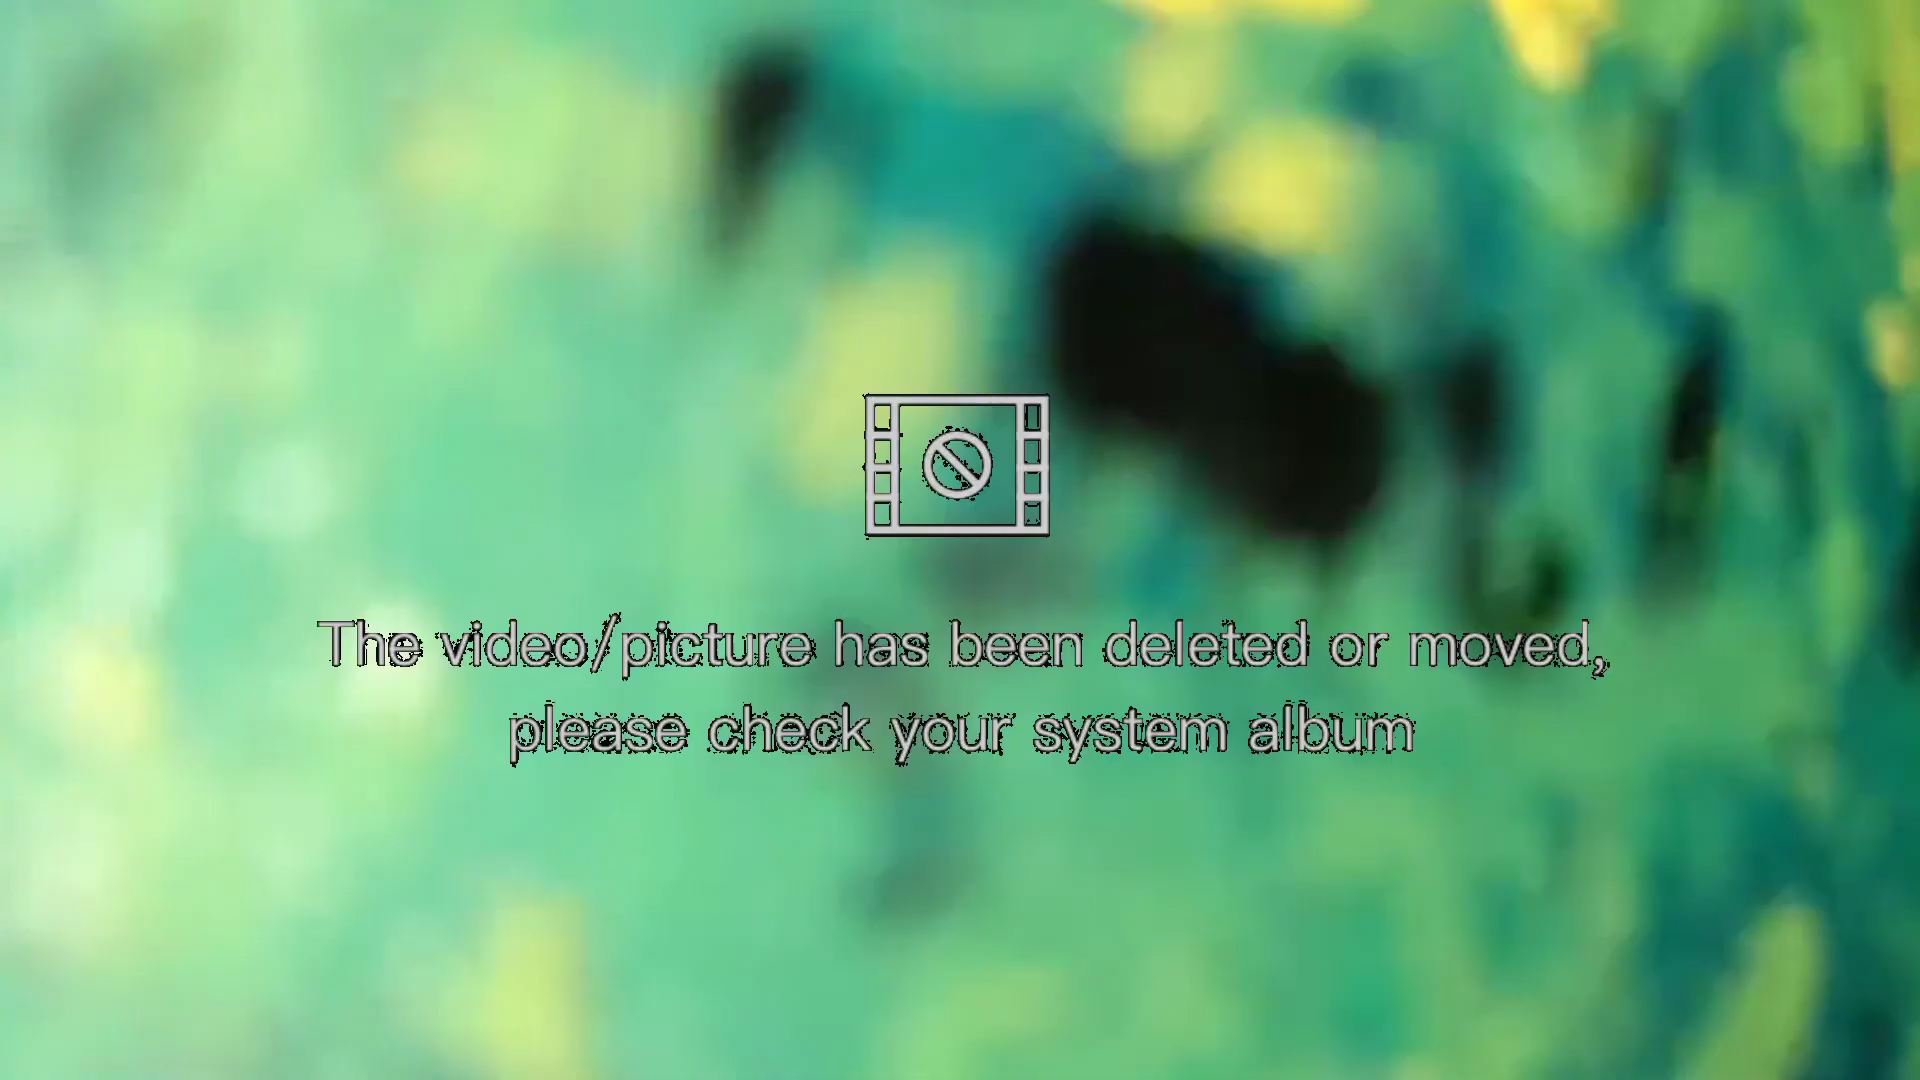 The video/picture has been deleted or moved,
please check your system album